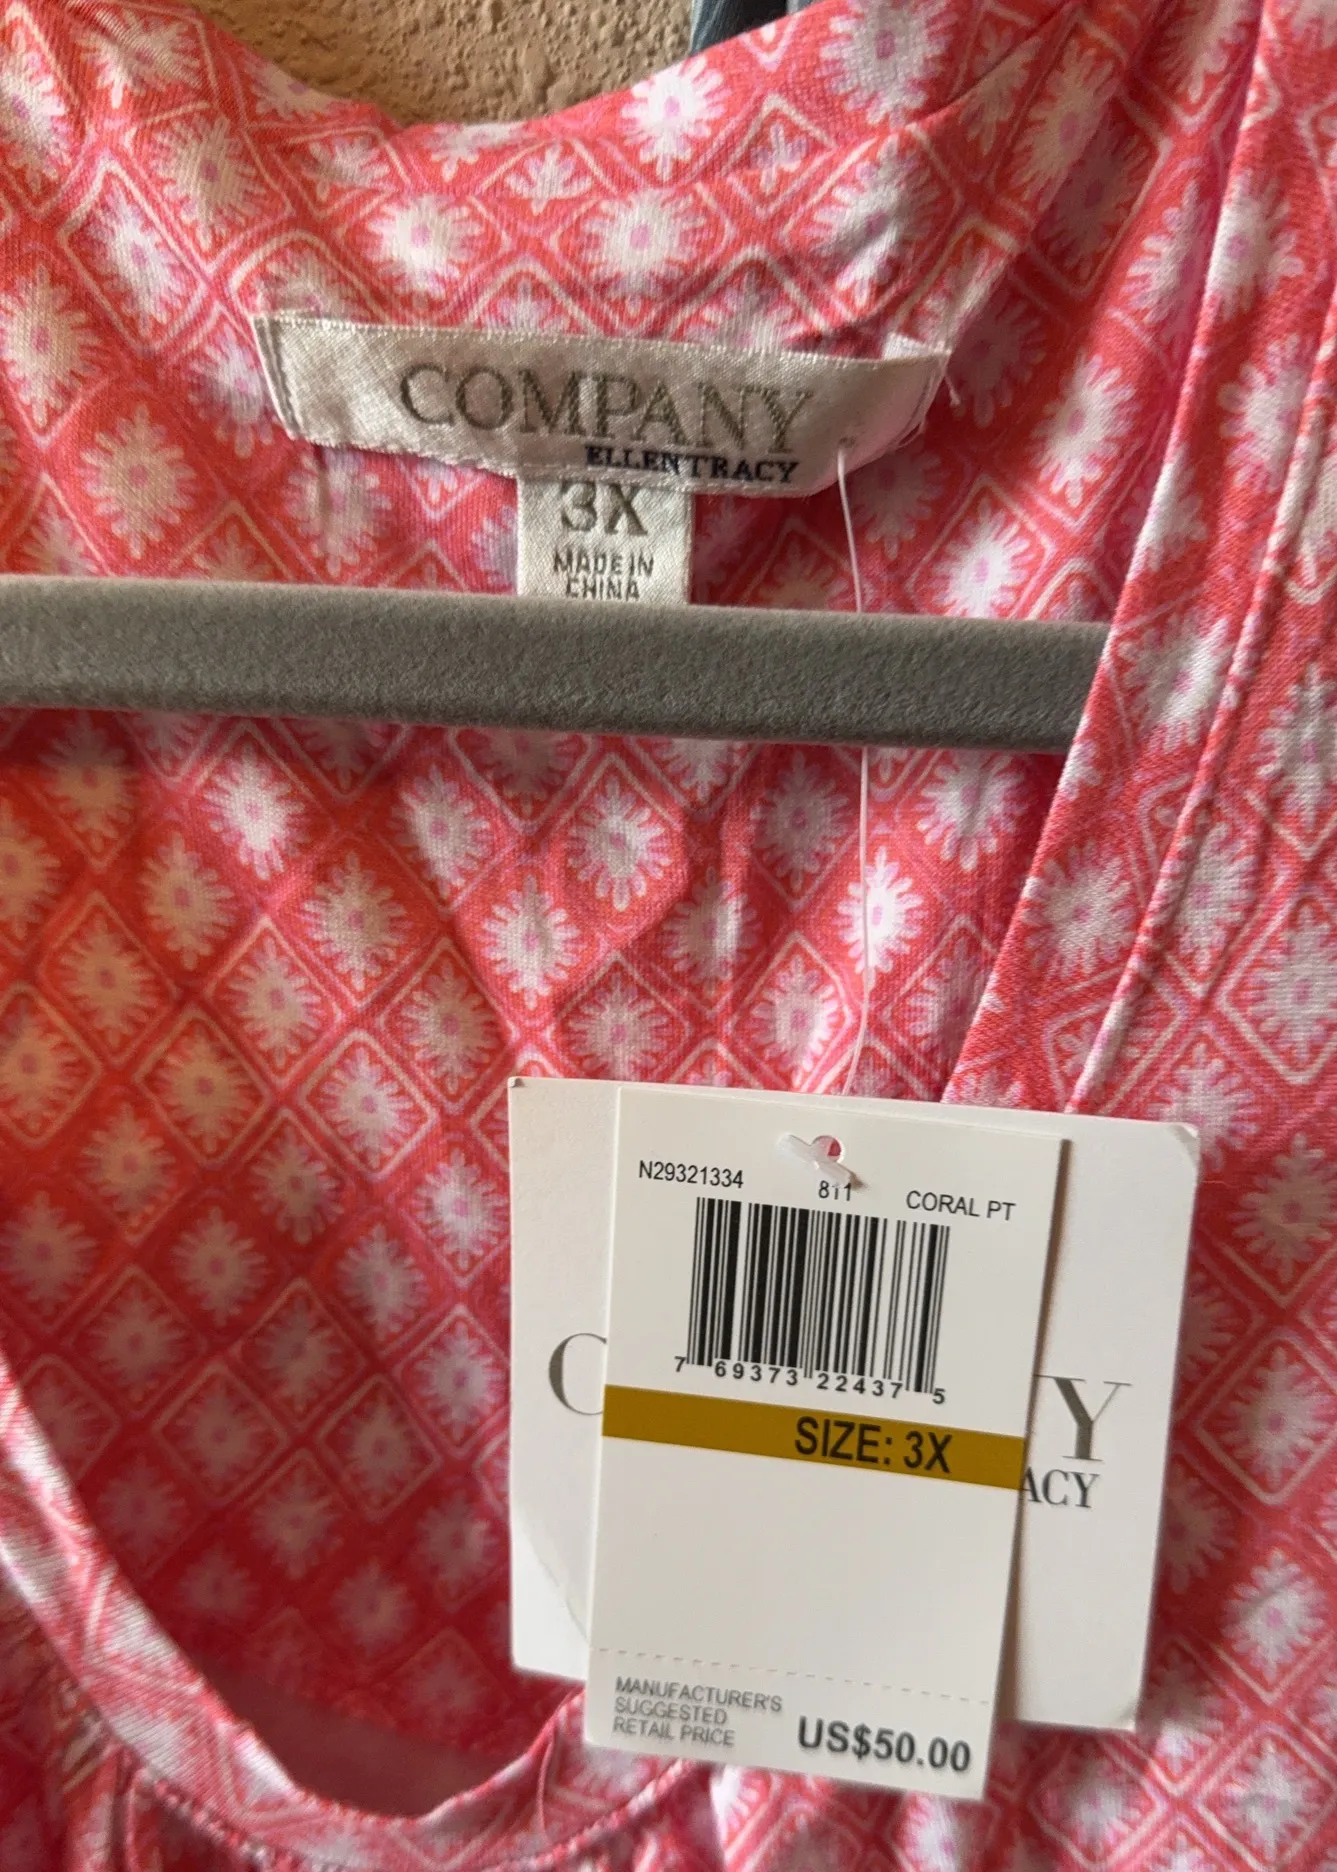 COMPANY
ELLENTRACY
3X
MADE IN
CHINA
N29321334 811 CORAL PT
7 69373 22437 5
SIZE: 3X
C Y
ACY
MANUFACTURER'S
SUGGESTED
RETAIL PRICE
US$50.00